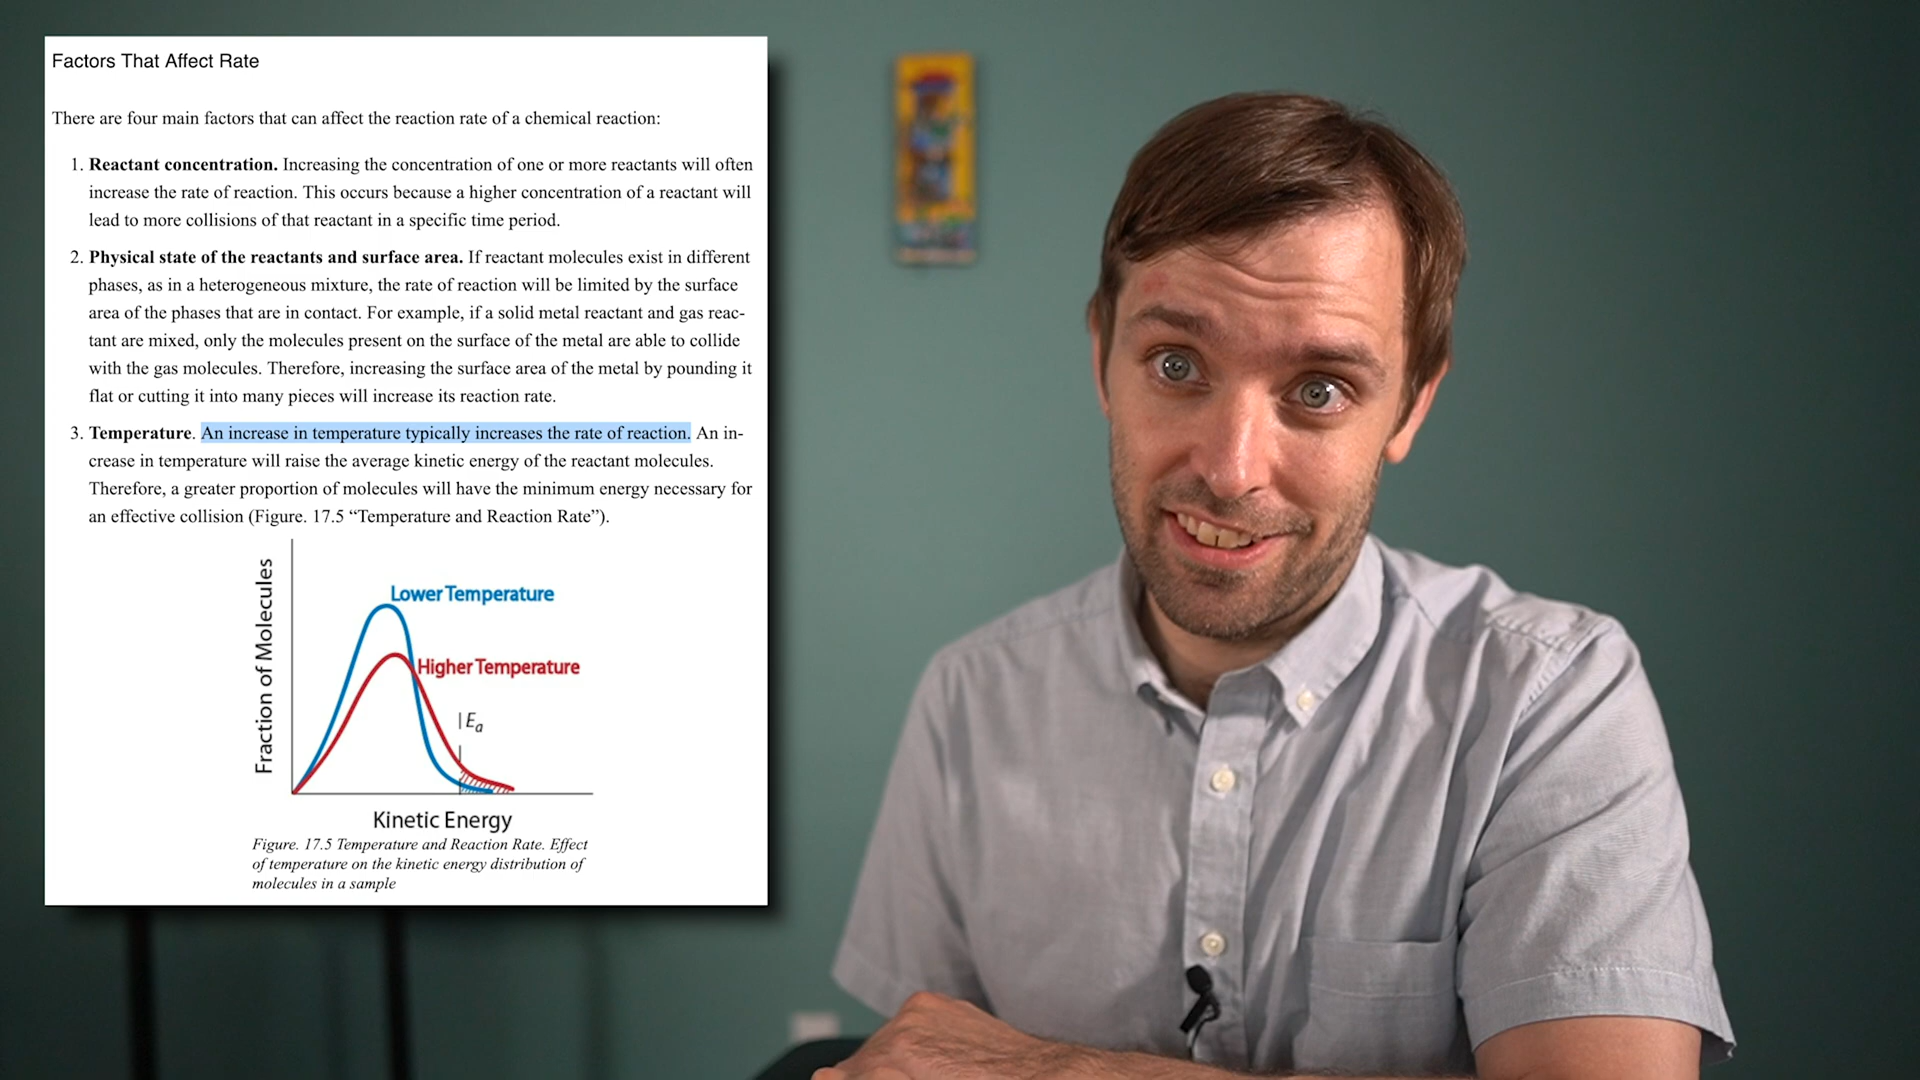 Factors That Affect Rate
There are four main factors that can affect the reaction rate of a chemical reaction:
1. Reactant concentration. Increasing the concentration of one or more reactants will often
increase the rate of reaction. This occurs because a higher concentration of a reactant will
lead to more collisions of that reactant in a specific time period.
2. Physical state of the reactants and surface area. If reactant molecules exist in different
phases, as in a heterogeneous mixture, the rate of reaction will be limited by the surface
area of the phases that are in contact. For example, if a solid metal reactant and gas reac-
tant are mixed, only the molecules present on the surface of the metal are able to collide
with the gas molecules. Therefore, increasing the surface area of the metal by pounding it
flat or cutting it into many pieces will increase its reaction rate.
3. Temperature. An increase in temperature typically increases the rate of reaction. An in-
crease in temperature will raise the average kinetic energy of the reactant molecules.
Therefore, a greater proportion of molecules will have the minimum energy necessary for
an effective collision (Figure. 17.5 “Temperature and Reaction Rate”).
Fraction of Molecules
Lower Temperature
Higher Temperature
Ea
Kinetic Energy
Figure. 17.5 Temperature and Reaction Rate. Effect
of temperature on the kinetic energy distribution of
molecules in a sample